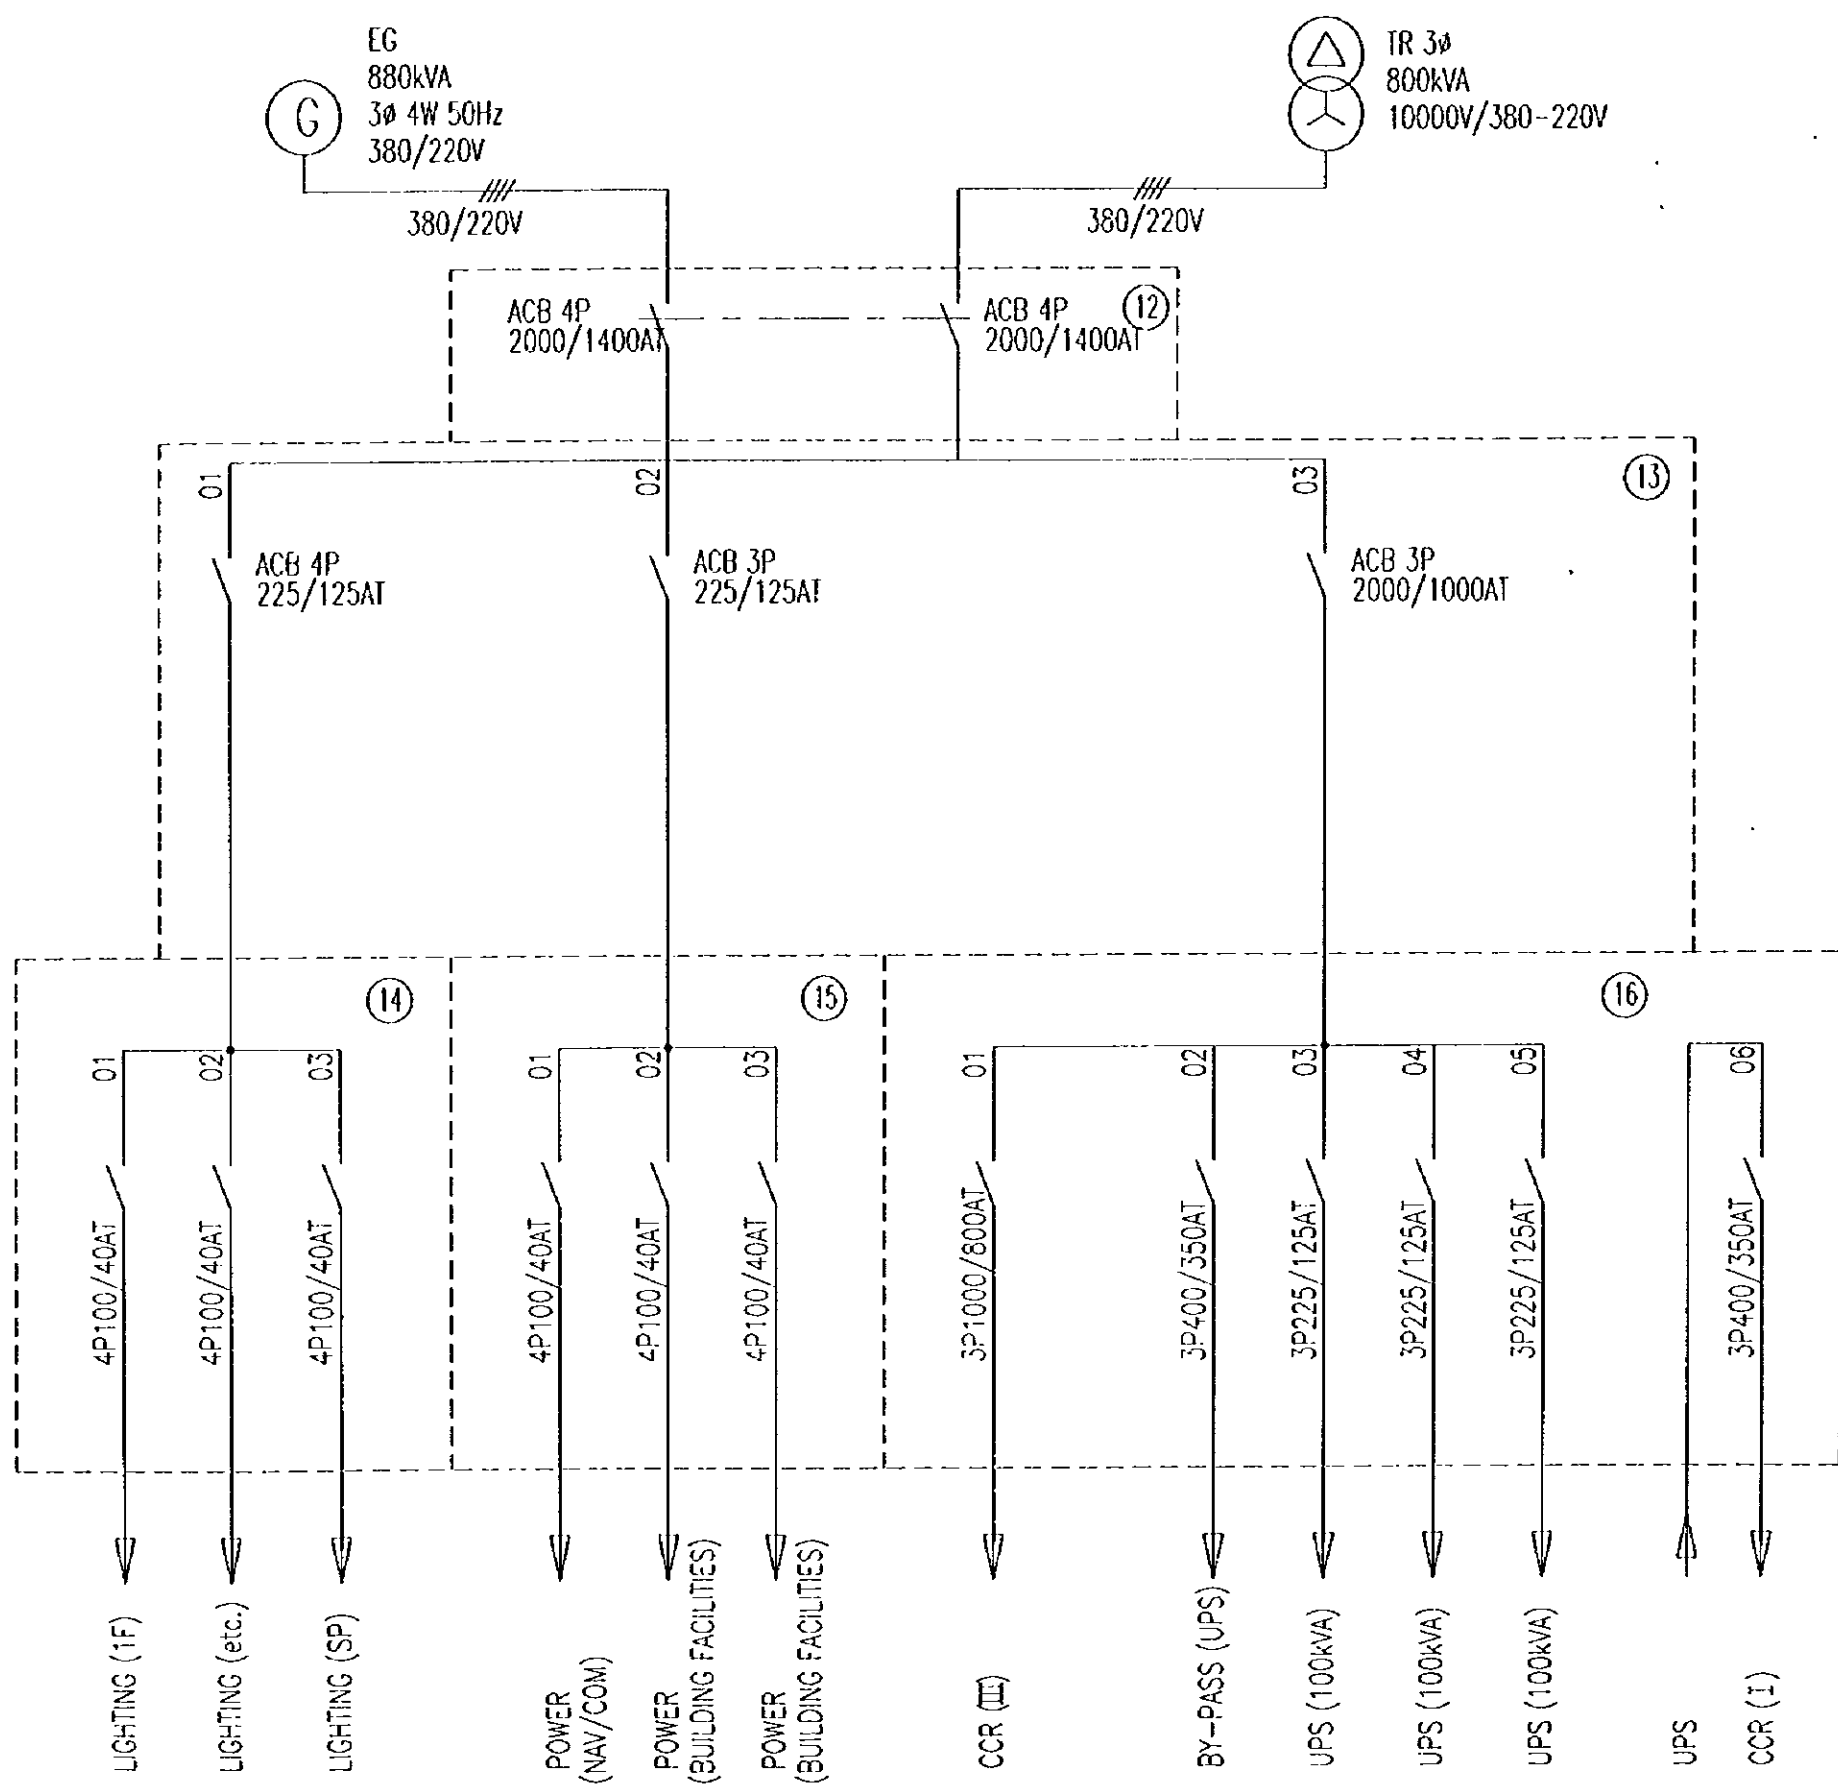 EG
880kVA
3ø 4W 50Hz
380/220V
G
TR 3ø
800kVA
10000V/380-220V
380/220V
380/220V
ACB 4P
2000/1400AT
ACB 4P
2000/1400AT
12
01
02
03
13
ACB 4P
225/125AT
ACB 3P
225/125AT
ACB 3P
2000/1000AT
14
15
16
01
02
03
01
02
03
01
02
03
04
05
06
4P100/40AT
4P100/40AT
4P100/40AT
4P100/40AT
4P100/40AT
4P100/40AT
3P1000/800AT
3P400/350AT
3P225/125AT
3P225/125AT
3P225/125AT
3P400/350AT
LIGHTING (1F)
LIGHTING (etc.)
LIGHTING (SP)
POWER
(NAV/COM)
POWER
(BUILDING FACILITIES)
POWER
(BUILDING FACILITIES)
CCR (III)
BY-PASS (UPS)
UPS (100kVA)
UPS (100kVA)
UPS (100kVA)
UPS
CCR (I)